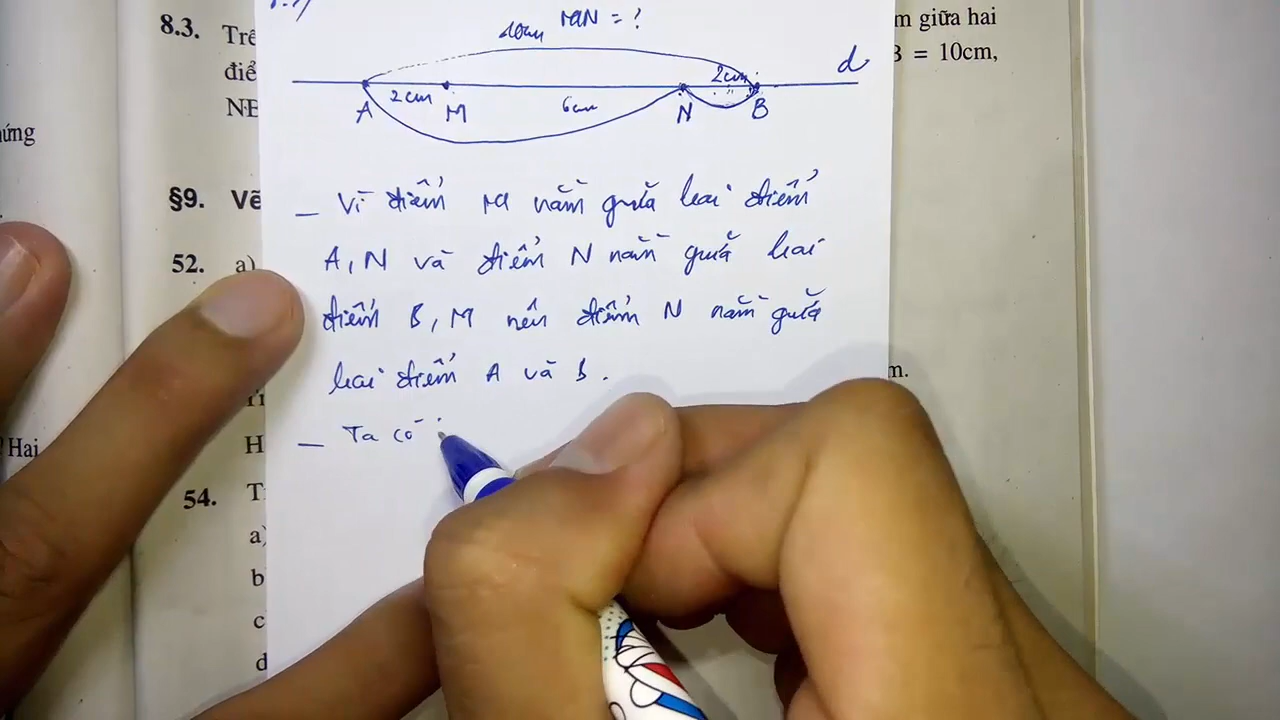 8.3.
Trê
điể
NB
m giữa hai
B = 10cm,
10cm MN = ?
2cm
d
2cm
6cm
A M N B
ứng
§9. Vẽ
52. a)
_ Vì điểm M nằm giữa hai điểm
A, N và điểm N nằm giữa hai
điểm B, M nên điểm N nằm giữa
hai điểm A và B.
_ Ta có :
m.
Hai
H
54. T
a)
b
c
d